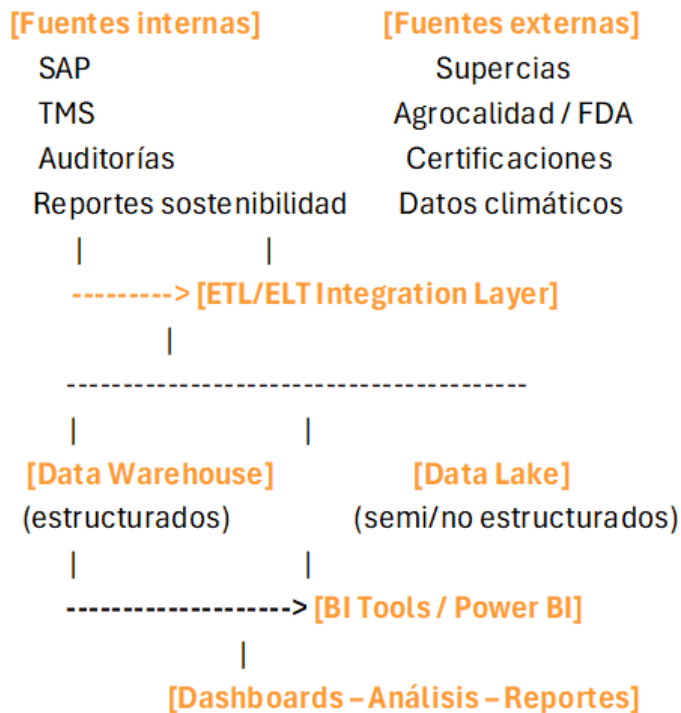 [Fuentes internas] [Fuentes externas]
SAP Supercias
TMS Agrocalidad / FDA
Auditorías Certificaciones
Reportes sostenibilidad Datos climáticos
| |
---------> [ETL/ELT Integration Layer]
|
-----------------------------------------
| |
[Data Warehouse] [Data Lake]
(estructurados) (semi/no estructurados)
| |
--------------------> [BI Tools / Power BI]
|
[Dashboards – Análisis – Reportes]